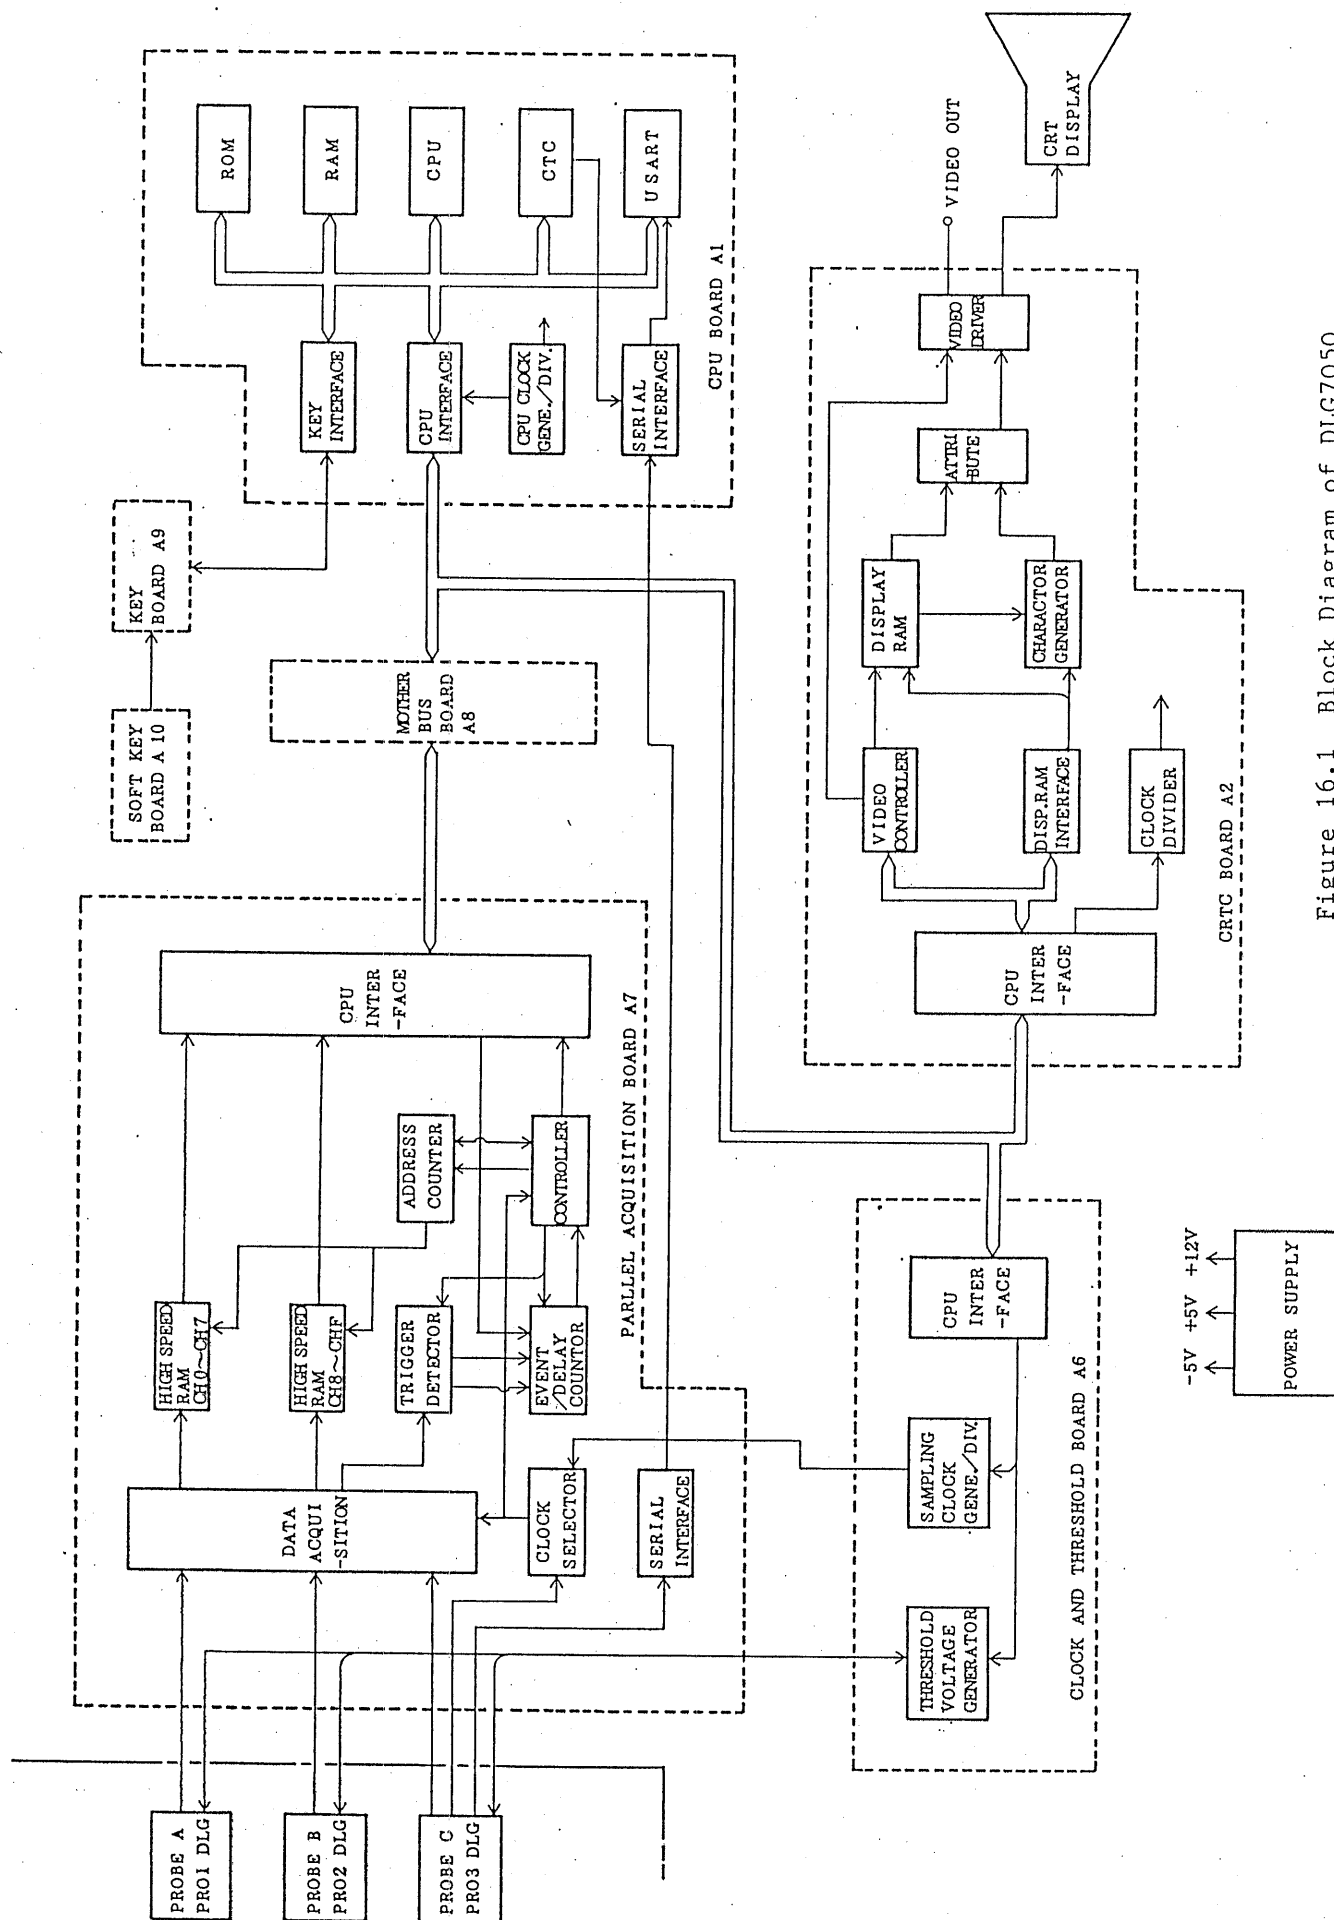 PROBE A
PRO1 DLG
PROBE B
PRO2 DLG
PROBE C
PRO3 DLG
DATA
ACQUI
-SITION
HIGH SPEED
RAM
CH0～CH7
HIGH SPEED
RAM
CH8～CHF
TRIGGER
DETECTOR
EVENT
/DELAY
COUNTOR
CLOCK
SELECTOR
SERIAL
INTERFACE
ADDRESS
COUNTER
CONTROLLER
CPU
INTER
-FACE
PARLLEL ACQUISITION BOARD A7
SOFT KEY
BOARD A 10
KEY
BOARD A9
MOTHER
BUS
BOARD
A8
KEY
INTERFACE
CPU
INTERFACE
CPU CLOCK
GENE./DIV.
SERIAL
INTERFACE
ROM
RAM
CPU
CTC
USART
CPU BOARD A1
THRESHOLD
VOLTAGE
GENERATOR
SAMPLING
CLOCK
GENE./DIV.
CPU
INTER
-FACE
CLOCK AND THRESHOLD BOARD A6
-5V +5V +12V
POWER SUPPLY
CPU
INTER
-FACE
VIDEO
CONTROLLER
DISP.RAM
INTERFACE
CLOCK
DIVIDER
DISPLAY
RAM
CHARACTOR
GENERATOR
ATTRI
-BUTE
VIDEO
DRIVER
CRTC BOARD A2
VIDEO OUT
CRT
DISPLAY
Figure 16.1 Block Diagram of DLG7050